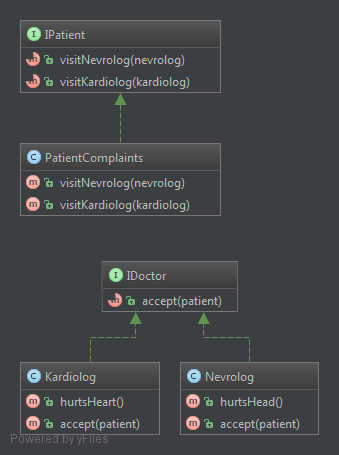 IPatient
visitNevrolog(nevrolog)
visitKardiolog(kardiolog)
PatientComplaints
visitNevrolog(nevrolog)
visitKardiolog(kardiolog)
IDoctor
accept(patient)
Kardiolog
hurtsHeart()
accept(patient)
Nevrolog
hurtsHead()
accept(patient)
Powered by yFiles